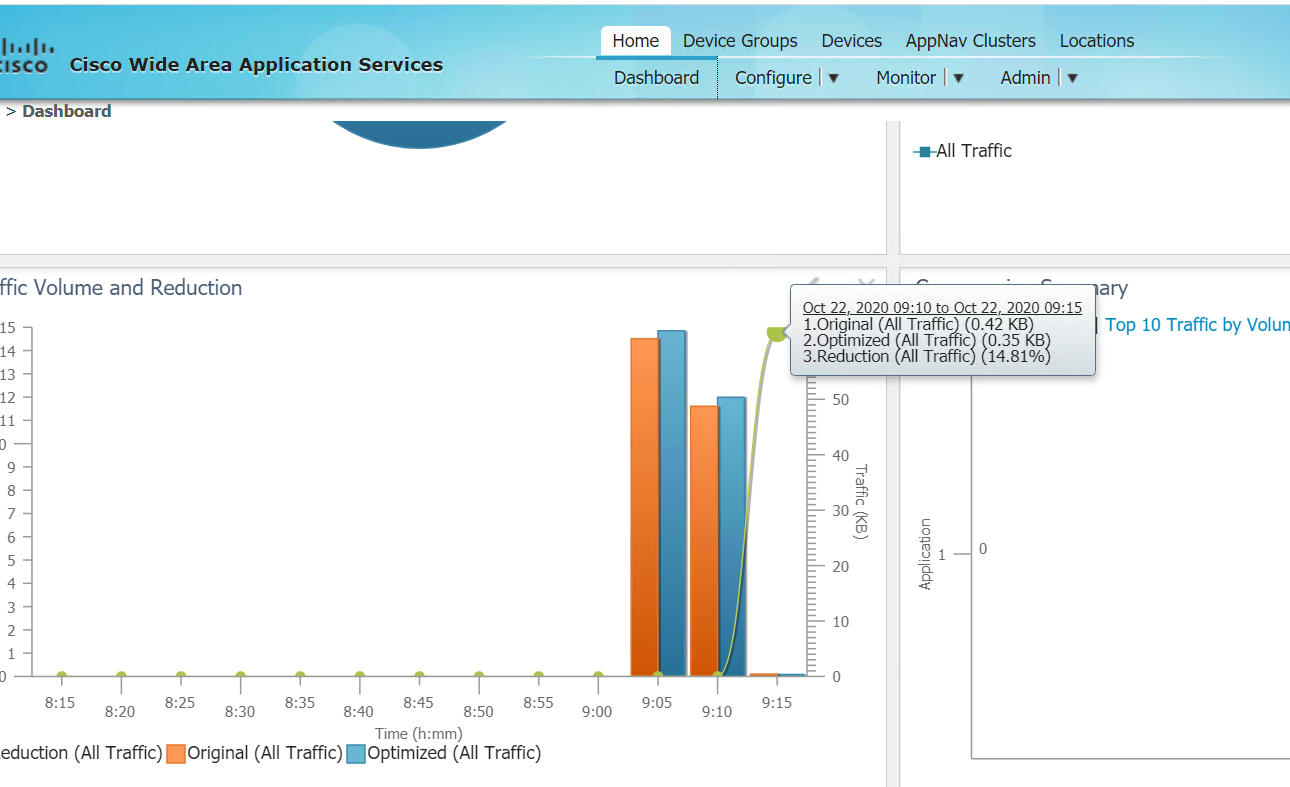 Home Device Groups Devices AppNav Clusters Locations
CISCO Cisco Wide Area Application Services
Dashboard Configure Monitor Admin
> Dashboard
All Traffic
ffic Volume and Reduction
Oct 22, 2020 09:10 to Oct 22, 2020 09:15
1.Original (All Traffic) (0.42 KB)
2.Optimized (All Traffic) (0.35 KB)
3.Reduction (All Traffic) (14.81%)
mary
Top 10 Traffic by Volum
15
14
13
12
11
0
9
8
7
6
5
4
3
2
1
0
50
40
30
20
10
0
Traffic (KB)
8:15 8:20 8:25 8:30 8:35 8:40 8:45 8:50 8:55 9:00 9:05 9:10 9:15
Time (h:mm)
eduction (All Traffic) Original (All Traffic) Optimized (All Traffic)
Application
1
0